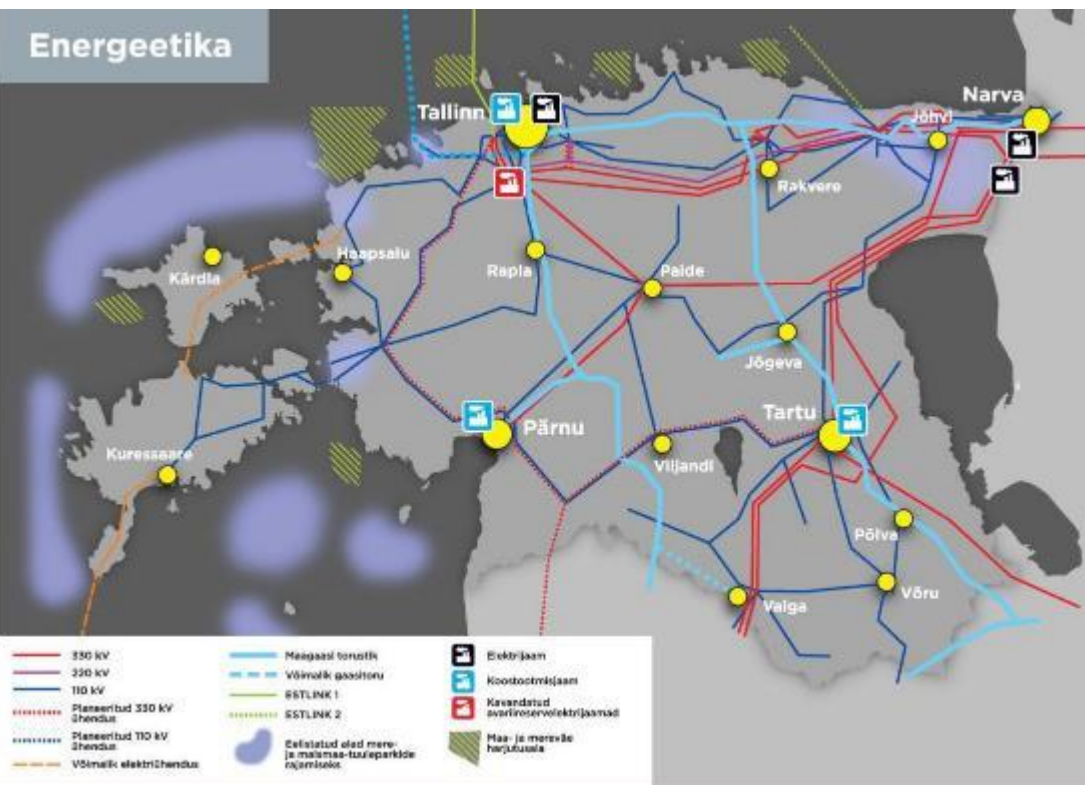 Energeetika
Tallinn
Narva
Jõhvi
Rakvere
Haapsalu
Kärdla
Rapla
Paide
Jõgeva
Tartu
Pärnu
Viljandi
Kuressaare
Põlva
Võru
Valga
330 kV
220 kV
110 kV
Planeeritud 330 kV
ühendus
Planeeritud 110 kV
ühendus
Võimalik elektriühendus
Maagaasi torustik
Võimalik gaasitoru
ESTLINK 1
ESTLINK 2
Eelistatud alad mere-
ja maismaa-tuuleparkide
rajamiseks
Elektrijaam
Koostootmisjaam
Kavandatud
avariireservelektrijaamad
Maa- ja mereväe
harjutusala